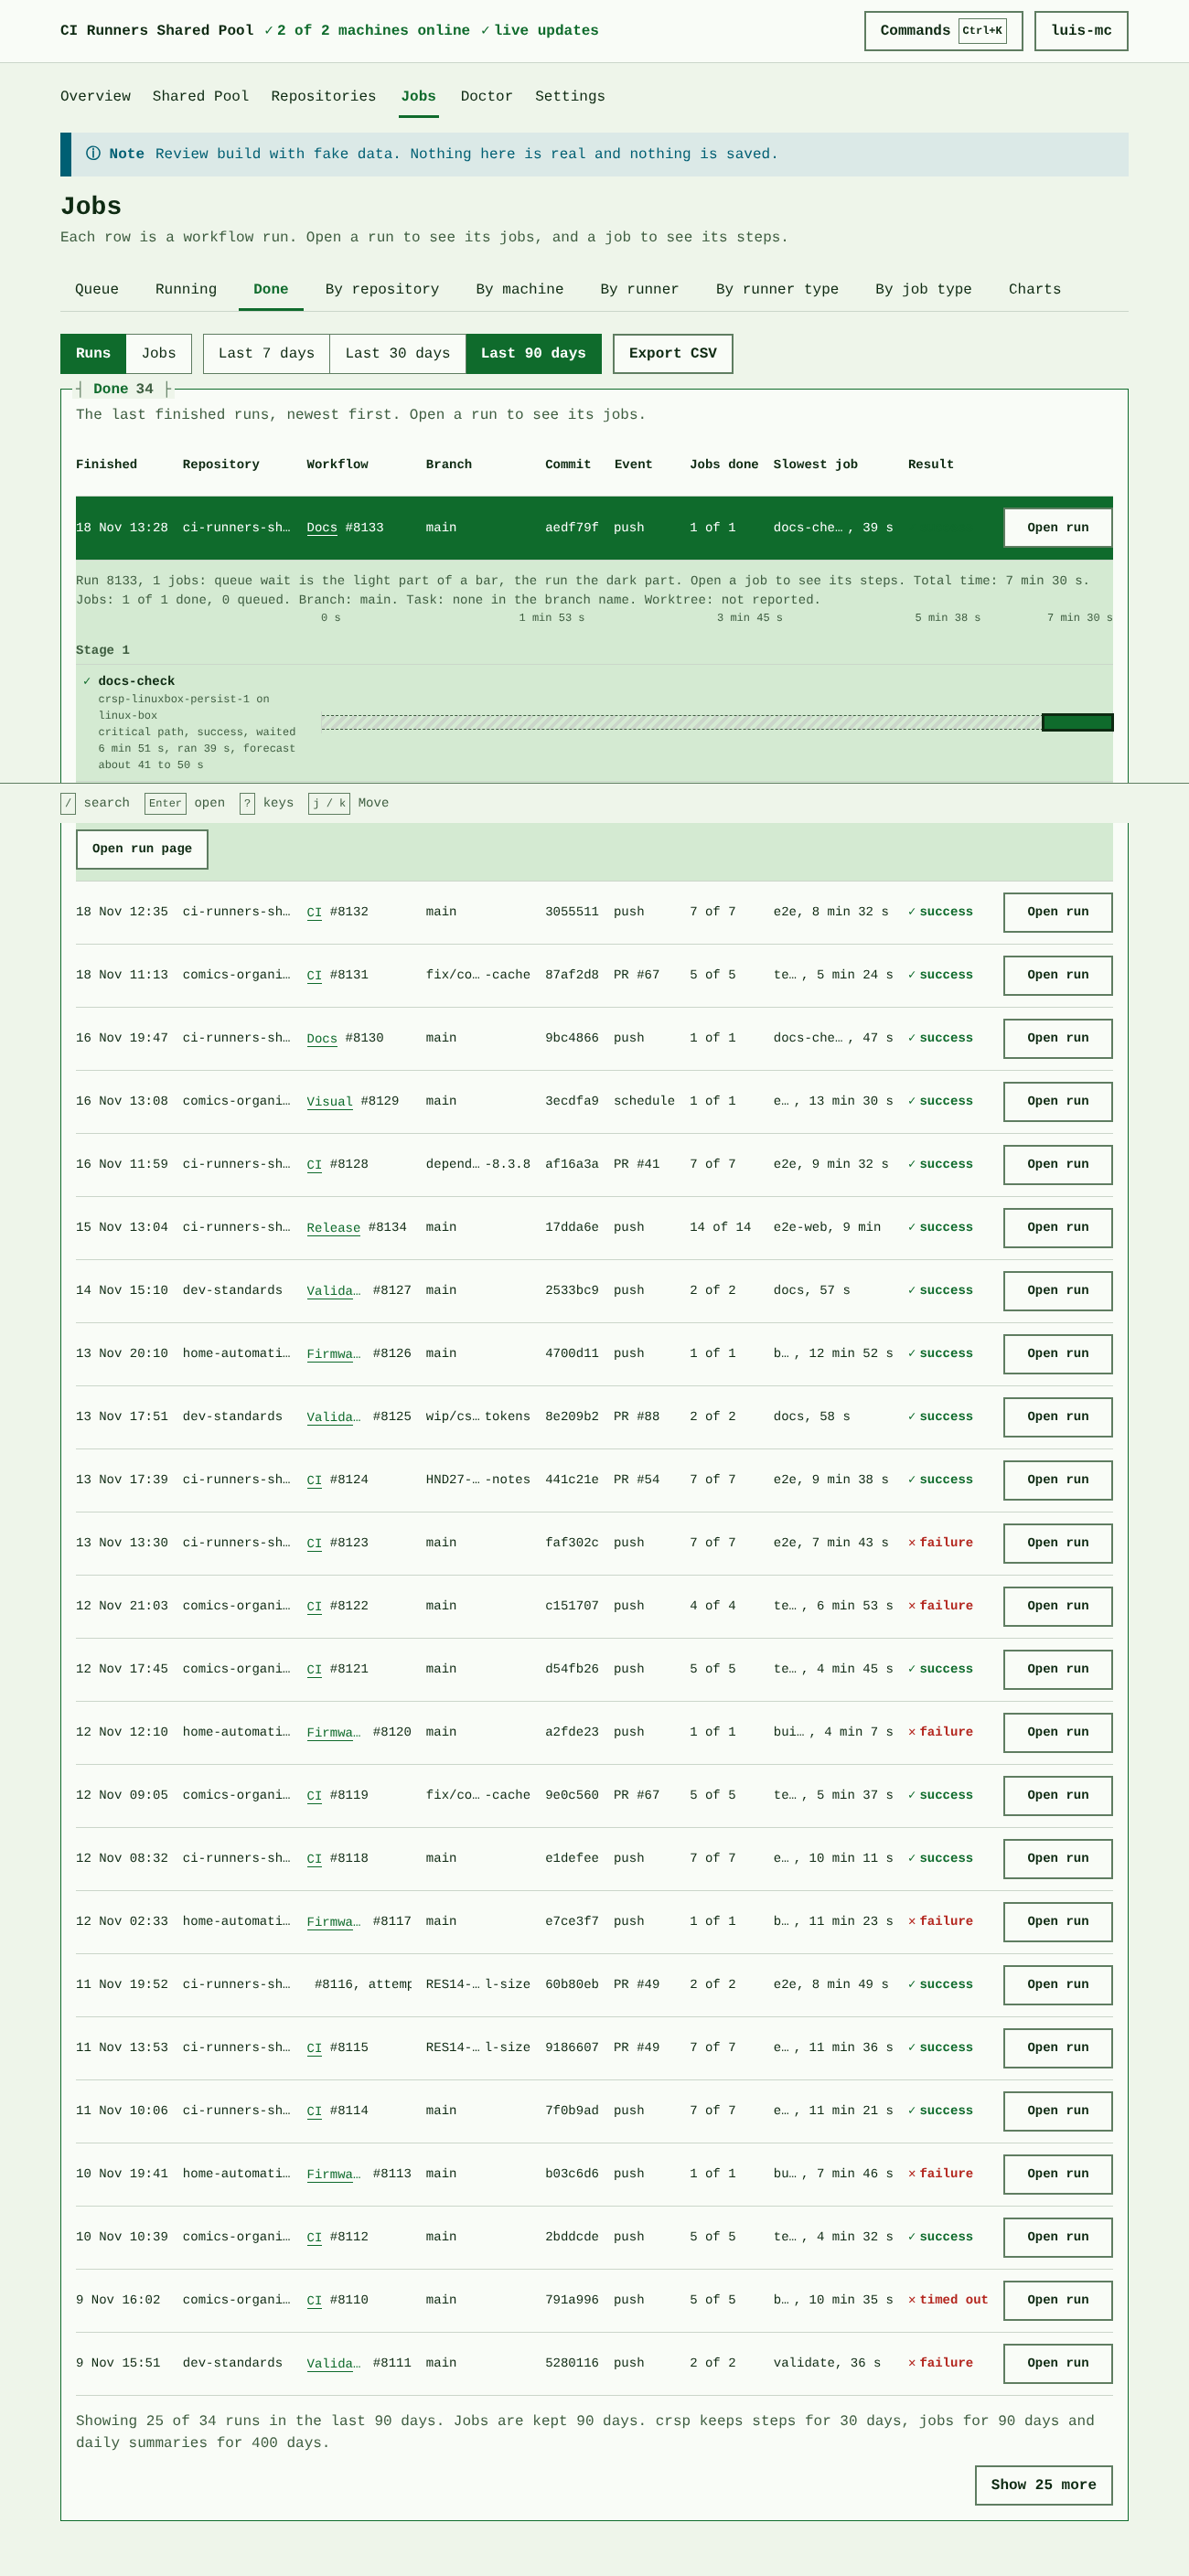 CI Runners Shared Pool ✓ 2 of 2 machines online ✓ live updates Commands Ctrl+K luis-mc
Overview Shared Pool Repositories Jobs Doctor Settings
ⓘ Note Review build with fake data. Nothing here is real and nothing is saved.
Jobs
Each row is a workflow run. Open a run to see its jobs, and a job to see its steps.
Queue Running Done By repository By machine By runner By runner type By job type Charts
Runs Jobs Last 7 days Last 30 days Last 90 days Export CSV
┤ Done 34 ├
The last finished runs, newest first. Open a run to see its jobs.
Finished Repository Workflow Branch Commit Event Jobs done Slowest job Result
18 Nov 13:28 ci-runners-sh… Docs #8133 main aedf79f push 1 of 1 docs-che… , 39 s Open run
Run 8133, 1 jobs: queue wait is the light part of a bar, the run the dark part. Open a job to see its steps. Total time: 7 min 30 s.
Jobs: 1 of 1 done, 0 queued. Branch: main. Task: none in the branch name. Worktree: not reported.
0 s 1 min 53 s 3 min 45 s 5 min 38 s 7 min 30 s
Stage 1
✓ docs-check
crsp-linuxbox-persist-1 on
linux-box
critical path, success, waited
6 min 51 s, ran 39 s, forecast
about 41 to 50 s
/ search Enter open ? keys j / k Move
Open run page
18 Nov 12:35 ci-runners-sh… CI #8132 main 3055511 push 7 of 7 e2e, 8 min 32 s ✓ success Open run
18 Nov 11:13 comics-organi… CI #8131 fix/co… -cache 87af2d8 PR #67 5 of 5 te… , 5 min 24 s ✓ success Open run
16 Nov 19:47 ci-runners-sh… Docs #8130 main 9bc4866 push 1 of 1 docs-che… , 47 s ✓ success Open run
16 Nov 13:08 comics-organi… Visual #8129 main 3ecdfa9 schedule 1 of 1 e… , 13 min 30 s ✓ success Open run
16 Nov 11:59 ci-runners-sh… CI #8128 depend… -8.3.8 af16a3a PR #41 7 of 7 e2e, 9 min 32 s ✓ success Open run
15 Nov 13:04 ci-runners-sh… Release #8134 main 17dda6e push 14 of 14 e2e-web, 9 min ✓ success Open run
14 Nov 15:10 dev-standards Valida… #8127 main 2533bc9 push 2 of 2 docs, 57 s ✓ success Open run
13 Nov 20:10 home-automati… Firmwa… #8126 main 4700d11 push 1 of 1 b… , 12 min 52 s ✓ success Open run
13 Nov 17:51 dev-standards Valida… #8125 wip/cs… tokens 8e209b2 PR #88 2 of 2 docs, 58 s ✓ success Open run
13 Nov 17:39 ci-runners-sh… CI #8124 HND27-… -notes 441c21e PR #54 7 of 7 e2e, 9 min 38 s ✓ success Open run
13 Nov 13:30 ci-runners-sh… CI #8123 main faf302c push 7 of 7 e2e, 7 min 43 s × failure Open run
12 Nov 21:03 comics-organi… CI #8122 main c151707 push 4 of 4 te… , 6 min 53 s × failure Open run
12 Nov 17:45 comics-organi… CI #8121 main d54fb26 push 5 of 5 te… , 4 min 45 s ✓ success Open run
12 Nov 12:10 home-automati… Firmwa… #8120 main a2fde23 push 1 of 1 bui… , 4 min 7 s × failure Open run
12 Nov 09:05 comics-organi… CI #8119 fix/co… -cache 9e0c560 PR #67 5 of 5 te… , 5 min 37 s ✓ success Open run
12 Nov 08:32 ci-runners-sh… CI #8118 main e1defee push 7 of 7 e… , 10 min 11 s ✓ success Open run
12 Nov 02:33 home-automati… Firmwa… #8117 main e7ce3f7 push 1 of 1 b… , 11 min 23 s × failure Open run
11 Nov 19:52 ci-runners-sh… #8116, attemp RES14-… l-size 60b80eb PR #49 2 of 2 e2e, 8 min 49 s ✓ success Open run
11 Nov 13:53 ci-runners-sh… CI #8115 RES14-… l-size 9186607 PR #49 7 of 7 e… , 11 min 36 s ✓ success Open run
11 Nov 10:06 ci-runners-sh… CI #8114 main 7f0b9ad push 7 of 7 e… , 11 min 21 s ✓ success Open run
10 Nov 19:41 home-automati… Firmwa… #8113 main b03c6d6 push 1 of 1 bu… , 7 min 46 s × failure Open run
10 Nov 10:39 comics-organi… CI #8112 main 2bddcde push 5 of 5 te… , 4 min 32 s ✓ success Open run
9 Nov 16:02 comics-organi… CI #8110 main 791a996 push 5 of 5 b… , 10 min 35 s × timed out Open run
9 Nov 15:51 dev-standards Valida… #8111 main 5280116 push 2 of 2 validate, 36 s × failure Open run
Showing 25 of 34 runs in the last 90 days. Jobs are kept 90 days. crsp keeps steps for 30 days, jobs for 90 days and
daily summaries for 400 days.
Show 25 more